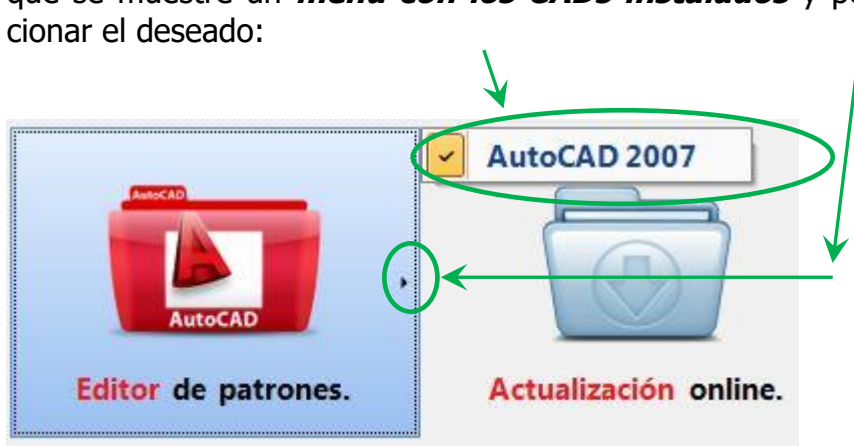 que se muestre un menú con los CADs instalados y
cionar el deseado:
AutoCAD 2007
AutoCAD
AutoCAD
Editor de patrones.
Actualización online.